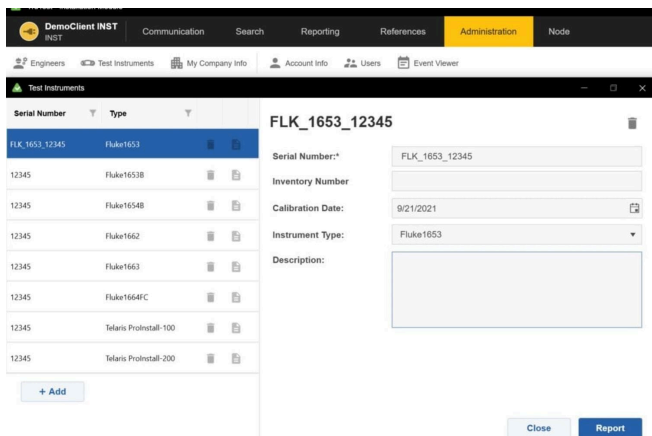 DemoClient INST
INST
Communication
Search
Reporting
References
Administration
Node
Engineers
Test Instruments
My Company Info
Account Info
Users
Event Viewer
Test Instruments
Serial Number
Type
FLK_1653_12345 Fluke1653
12345 Fluke1653B
12345 Fluke1654B
12345 Fluke1662
12345 Fluke1663
12345 Fluke1664FC
12345 Telaris ProInstall-100
12345 Telaris ProInstall-200
+ Add
FLK_1653_12345
Serial Number:* FLK_1653_12345
Inventory Number
Calibration Date: 9/21/2021
Instrument Type: Fluke1653
Description:
Close
Report